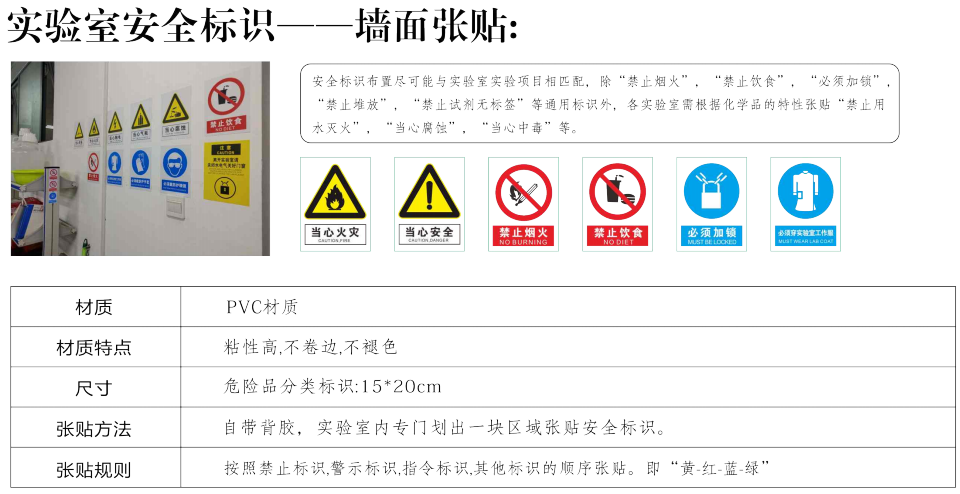 实验室安全标识——墙面张贴:
安全标识布置尽可能与实验室实验项目相匹配，除“禁止烟火”，“禁止饮食”，“必须加锁”，
“禁止堆放”，“禁止试剂无标签”等通用标识外，各实验室需根据化学品的特性张贴“禁止用
水灭火”，“当心腐蚀”，“当心中毒”等。
禁止饮食
NO DIET
注意
CAUTION
当心火灾
CAUTION,FIRE
当心安全
CAUTION,DANGER
禁止烟火
NO BURNING
禁止饮食
NO DIET
必须加锁
MUST BE LOCKED
必须穿实验室工作服
MUST WEAR LAB COAT
材质 PVC材质
材质特点 粘性高,不卷边,不褪色
尺寸 危险品分类标识:15*20cm
张贴方法 自带背胶，实验室内专门划出一块区域张贴安全标识。
张贴规则 按照禁止标识,警示标识,指令标识,其他标识的顺序张贴。即“黄-红-蓝-绿”